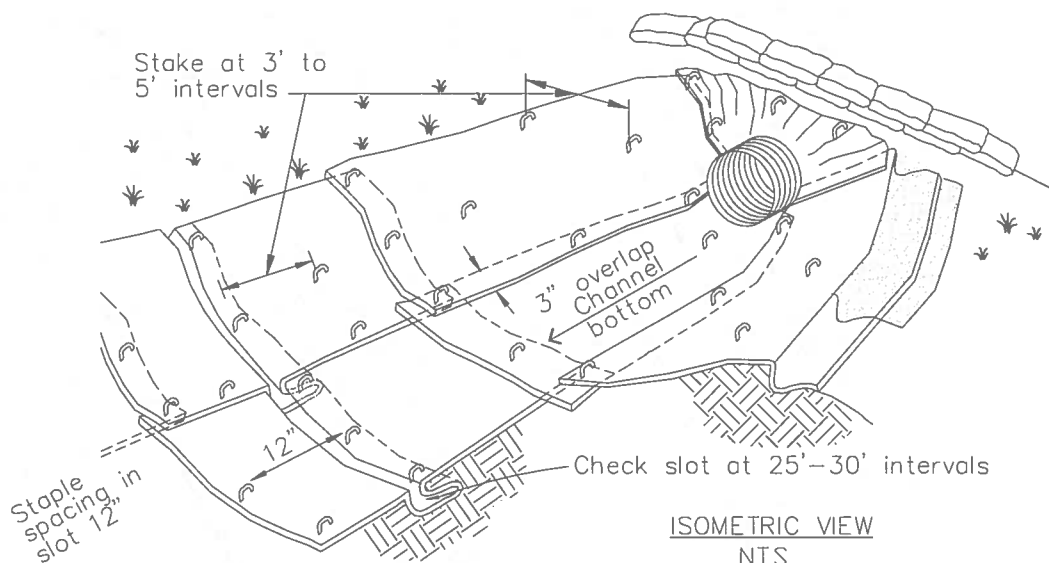 Stake at 3' to
5' intervals
3" overlap
Channel
bottom
12"
Staple
spacing in
slot 12"
Check slot at 25'-30' intervals
ISOMETRIC VIEW
NTS